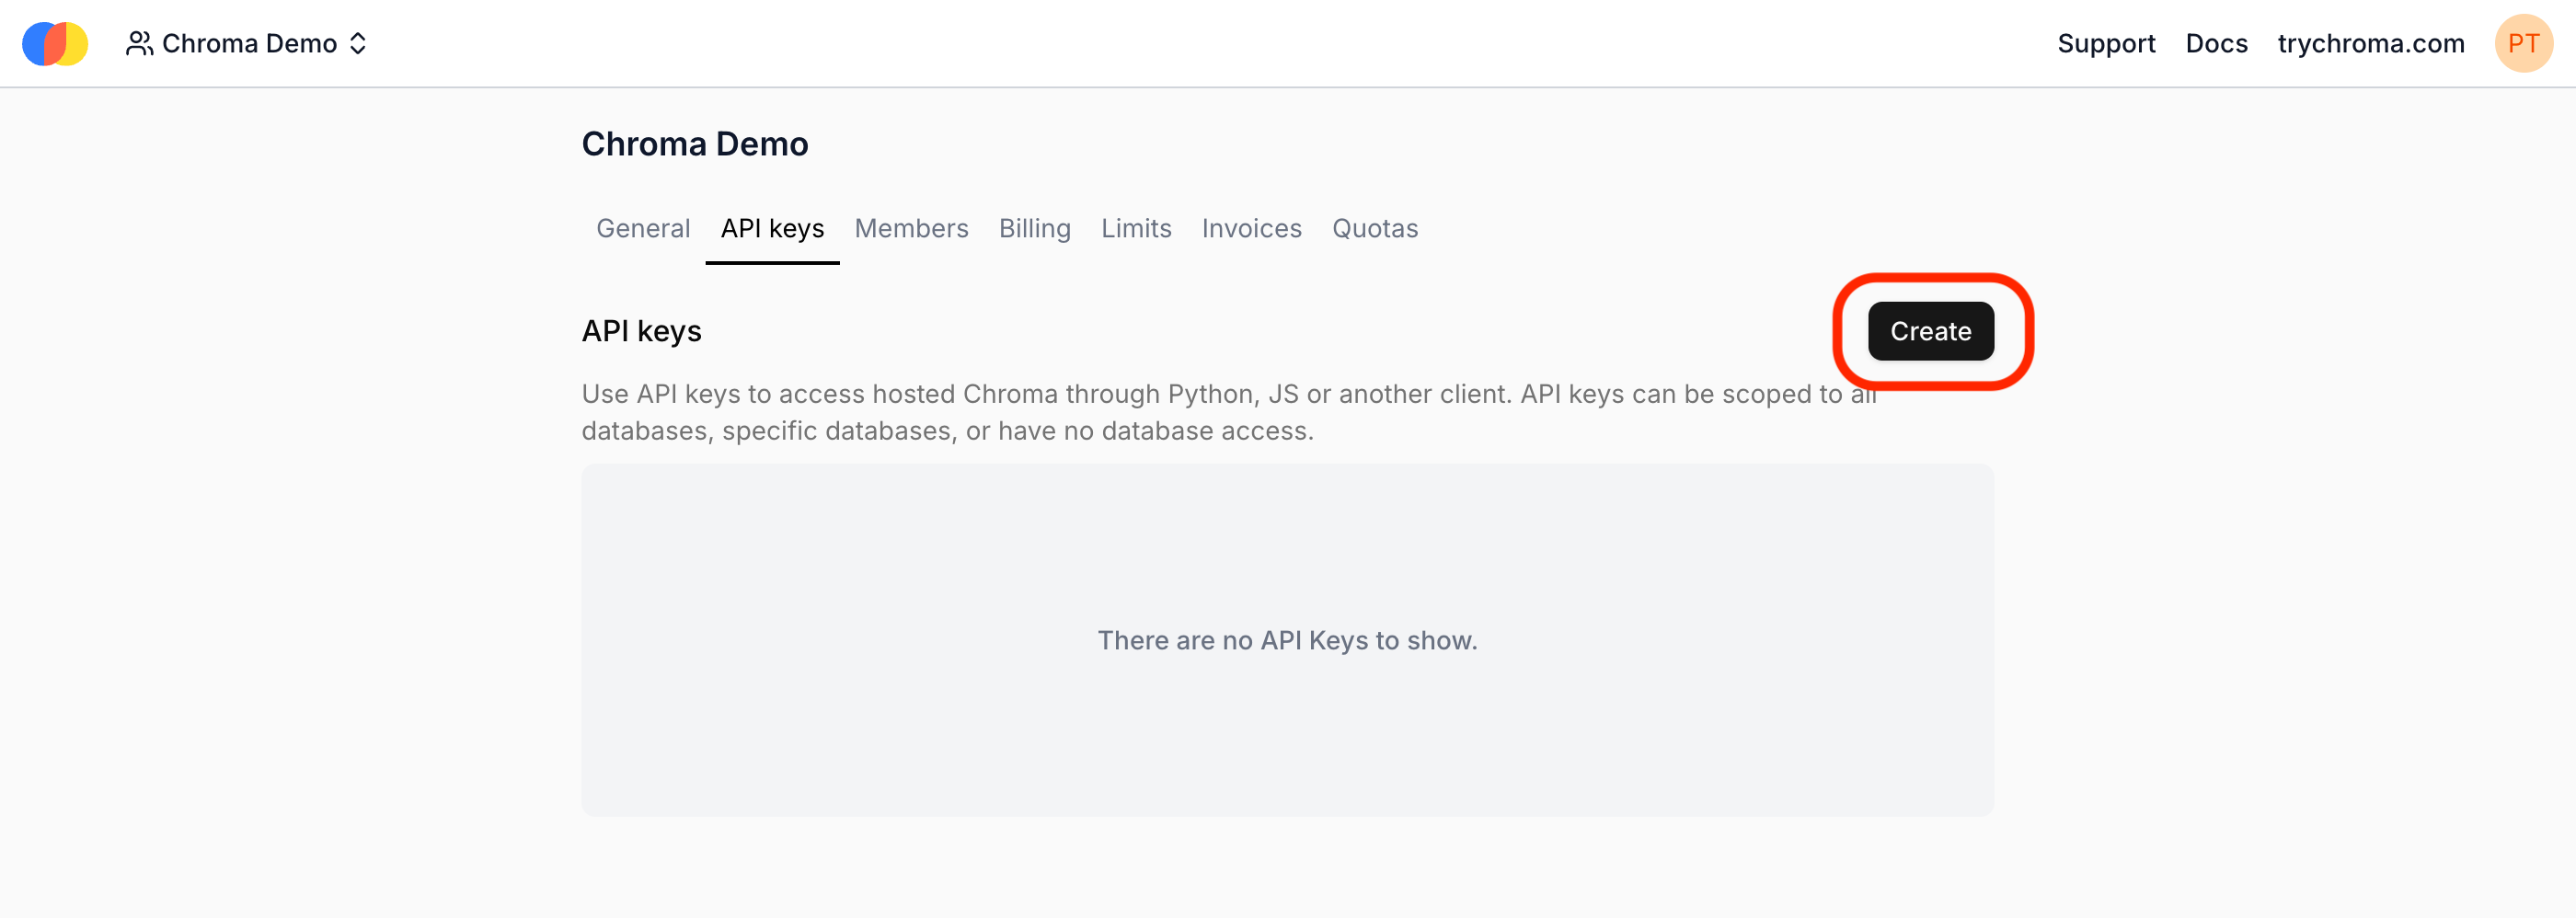 Chroma Demo
Support Docs trychroma.com PT
Chroma Demo
General API keys Members Billing Limits Invoices Quotas
API keys
Create
Use API keys to access hosted Chroma through Python, JS or another client. API keys can be scoped to all
databases, specific databases, or have no database access.
There are no API Keys to show.